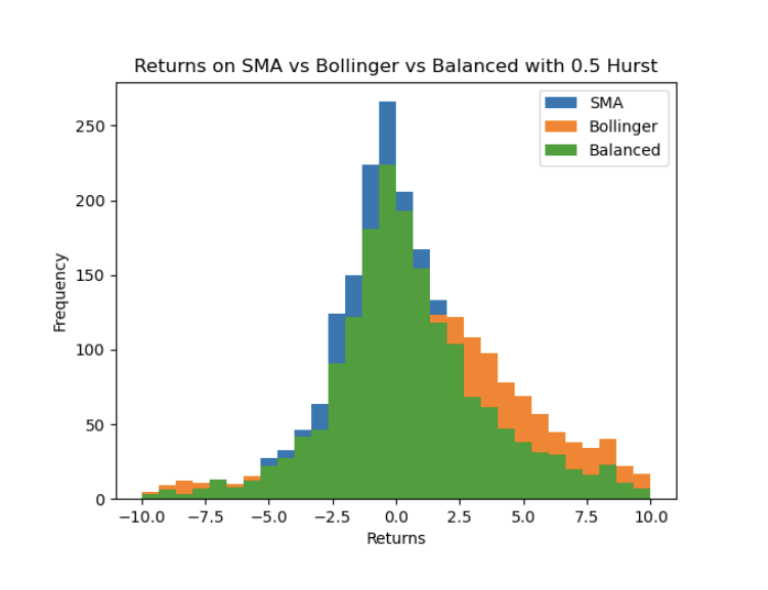 Returns on SMA vs Bollinger vs Balanced with 0.5 Hurst
SMA
Bollinger
Balanced
250
200
150
100
50
0
Frequency
−10.0 −7.5 −5.0 −2.5 0.0 2.5 5.0 7.5 10.0
Returns